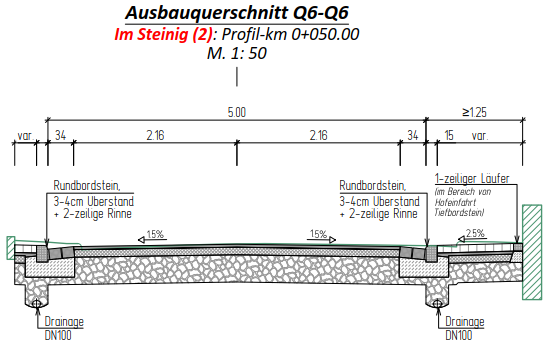 Ausbauquerschnitt Q6-Q6
Im Steinig (2): Profil-km 0+050.00
M. 1: 50
5.00
≥1.25
var.
34
2.16
2.16
34
15
var.
Rundbordstein,
3-4cm Überstand
+ 2-zeilige Rinne
Rundbordstein,
3-4cm Überstand
+ 2-zeilige Rinne
1-zeiliger Läufer
(im Bereich von
Hofeinfahrt
Tiefbordstein)
1.5%
1.5%
2.5%
Drainage
DN100
Drainage
DN100